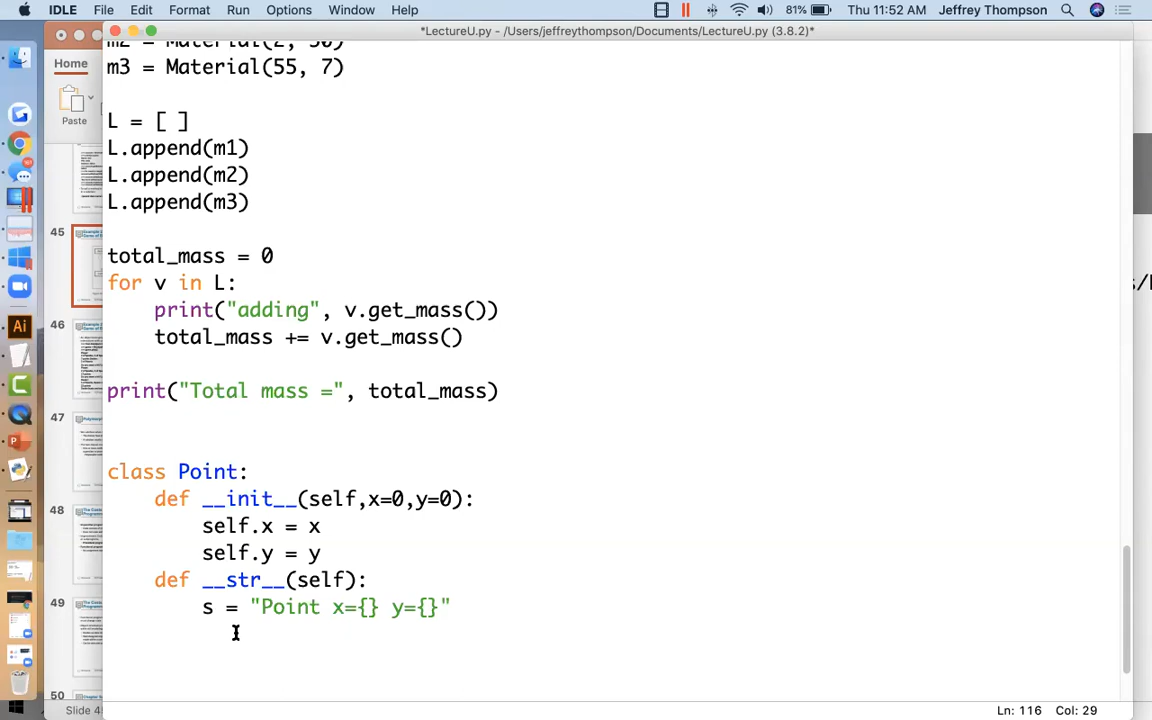 IDLE File Edit Format Run Options Window Help 81% Thu 11:52 AM Jeffrey Thompson
*LectureU.py - /Users/jeffreythompson/Documents/LectureU.py (3.8.2)*
Home
Paste
45
46
47
48
49
50
Slide 45
m3 = Material(55, 7)
L = [ ]
L.append(m1)
L.append(m2)
L.append(m3)
total_mass = 0
for v in L:
print("adding", v.get_mass())
total_mass += v.get_mass()
print("Total mass =", total_mass)
class Point:
def __init__(self,x=0,y=0):
self.x = x
self.y = y
def __str__(self):
s = "Point x={} y={}"
Ln: 116 Col: 29